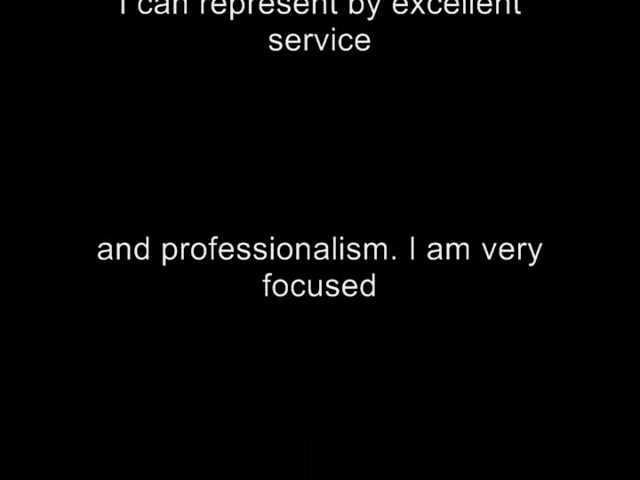 I can represent by excellent
service
and professionalism. I am very
focused